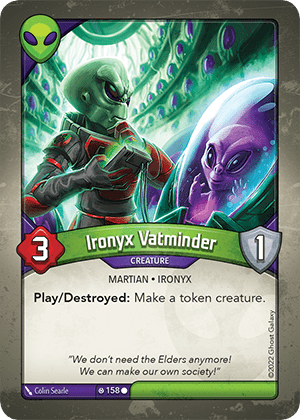 Ironyx Vatminder
3
CREATURE
1
MARTIAN • IRONYX
Play/Destroyed: Make a token creature.
"We don't need the Elders anymore!
We can make our own society!"
Colin Searle
158
©2022 Ghost Galaxy